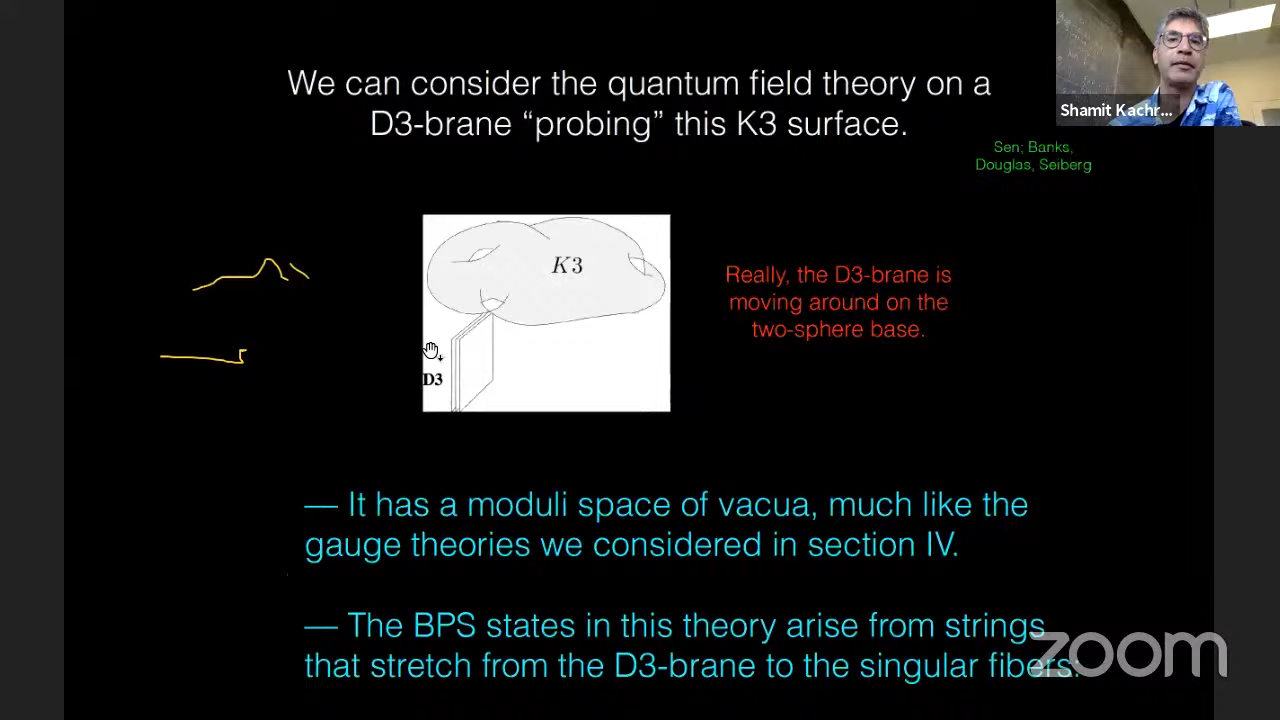 We can consider the quantum field theory on a
D3-brane “probing” this K3 surface.
Shamit Kachr...
Sen; Banks,
Douglas, Seiberg
K3
D3
Really, the D3-brane is
moving around on the
two-sphere base.
— It has a moduli space of vacua, much like the
gauge theories we considered in section IV.
— The BPS states in this theory arise from strings
that stretch from the D3-brane to the singular fibers.
zoom